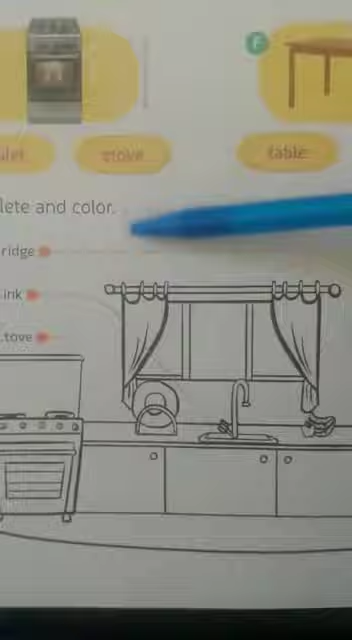 F
stove
table
lete and color.
ridge
ink
tove